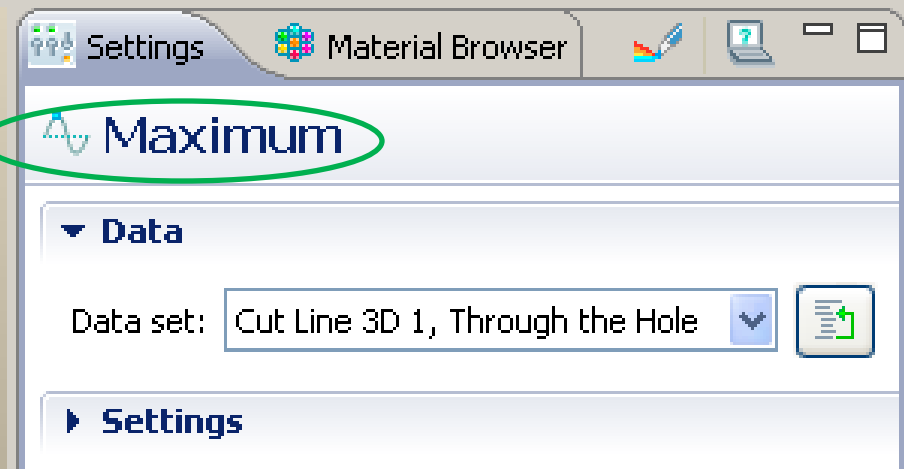 Settings Material Browser
Maximum
Data
Data set: Cut Line 3D 1, Through the Hole
Settings